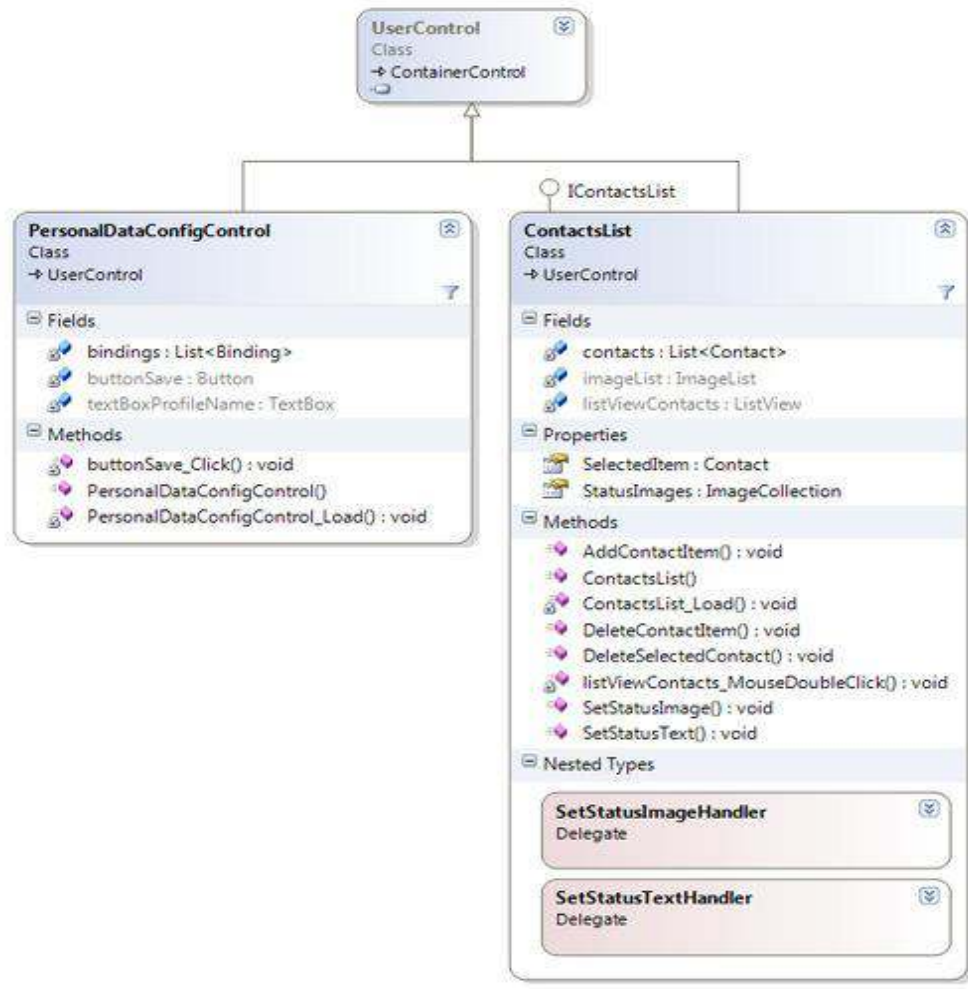 UserControl
Class
ContainerControl
IContactsList
PersonalDataConfigControl
Class
UserControl
Fields
bindings : List<Binding>
buttonSave : Button
textBoxProfileName : TextBox
Methods
buttonSave_Click() : void
PersonalDataConfigControl()
PersonalDataConfigControl_Load() : void
ContactsList
Class
UserControl
Fields
contacts : List<Contact>
imageList : ImageList
listViewContacts : ListView
Properties
SelectedItem : Contact
StatusImages : ImageCollection
Methods
AddContactItem() : void
ContactsList()
ContactsList_Load() : void
DeleteContactItem() : void
DeleteSelectedContact() : void
listViewContacts_MouseDoubleClick() : void
SetStatusImage() : void
SetStatusText() : void
Nested Types
SetStatusImageHandler
Delegate
SetStatusTextHandler
Delegate